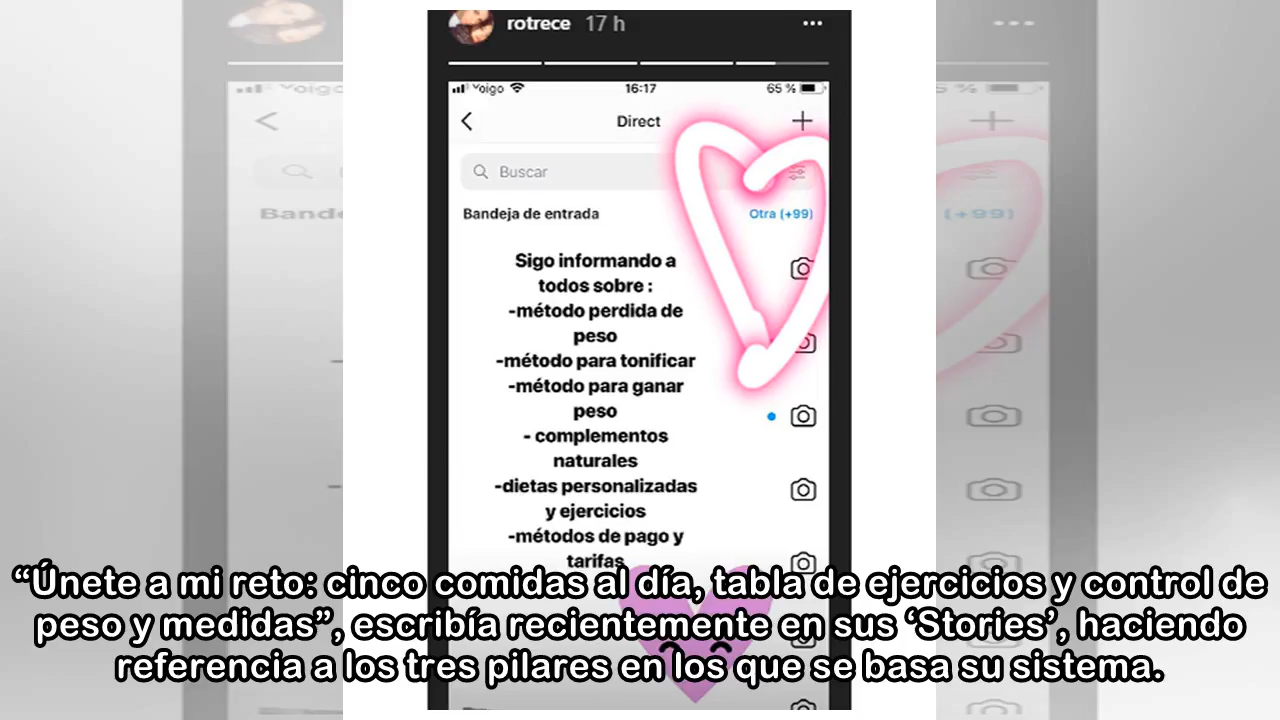 rotrece 17 h
Yoigo 16:17 65 %
Direct
Buscar
Bandeja de entrada Otra (+99)
Sigo informando a
todos sobre :
-método perdida de
peso
-método para tonificar
-método para ganar
peso
- complementos
naturales
-dietas personalizadas
y ejercicios
-métodos de pago y
tarifas
“Únete a mi reto: cinco comidas al día, tabla de ejercicios y control de
peso y medidas”, escribía recientemente en sus ‘Stories’, haciendo
referencia a los tres pilares en los que se basa su sistema.